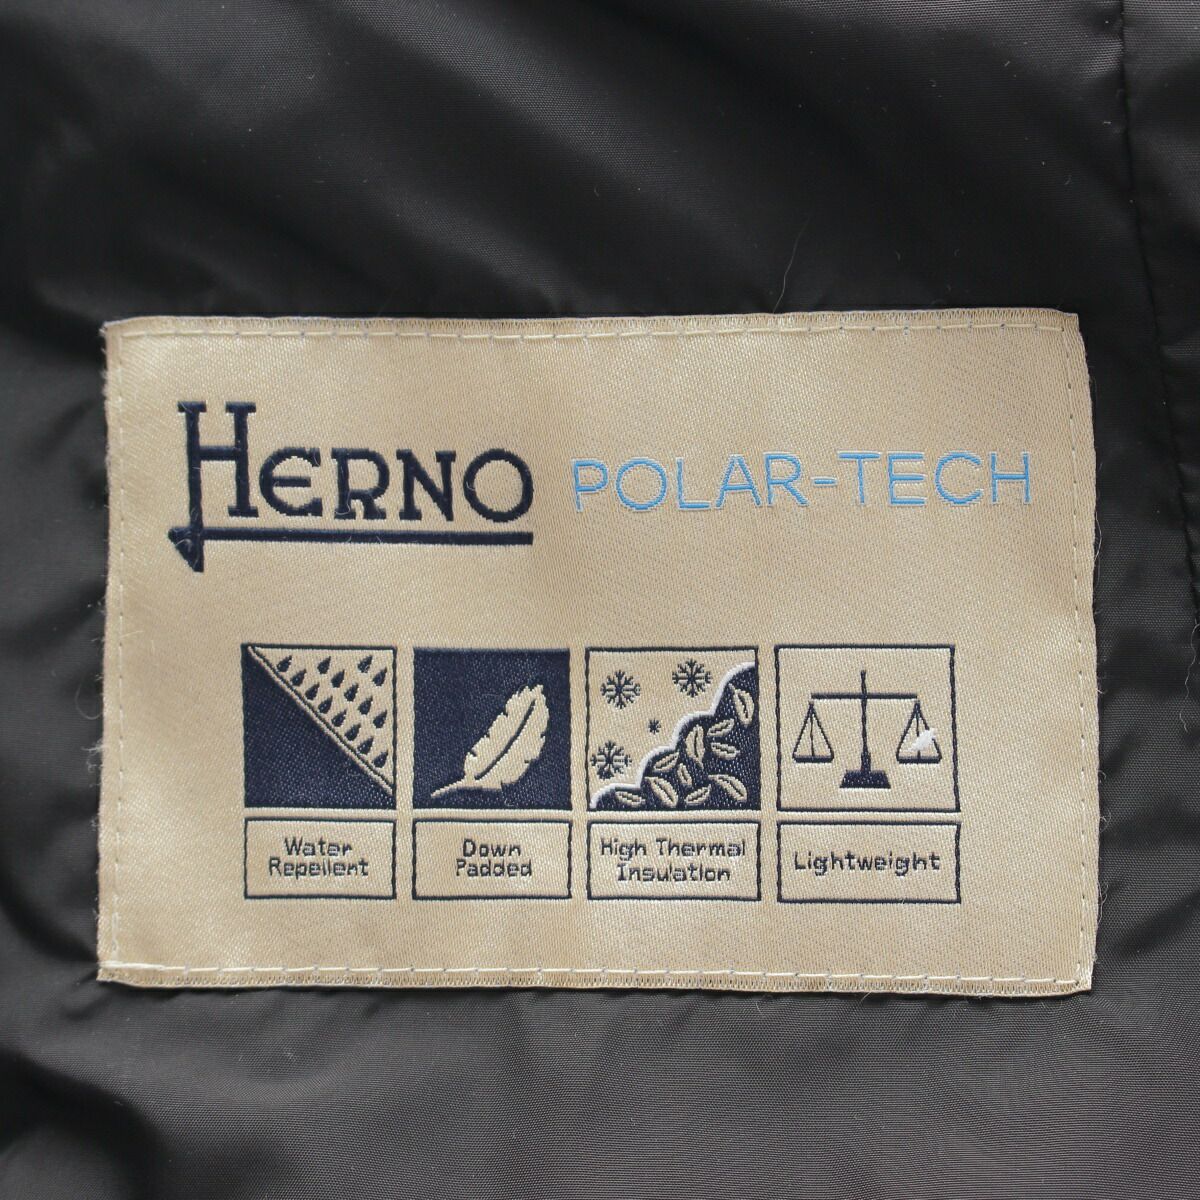 HERNO POLAR-TECH
Water
Repellent
Down
Padded
High Thermal
Insulation
Lightweight